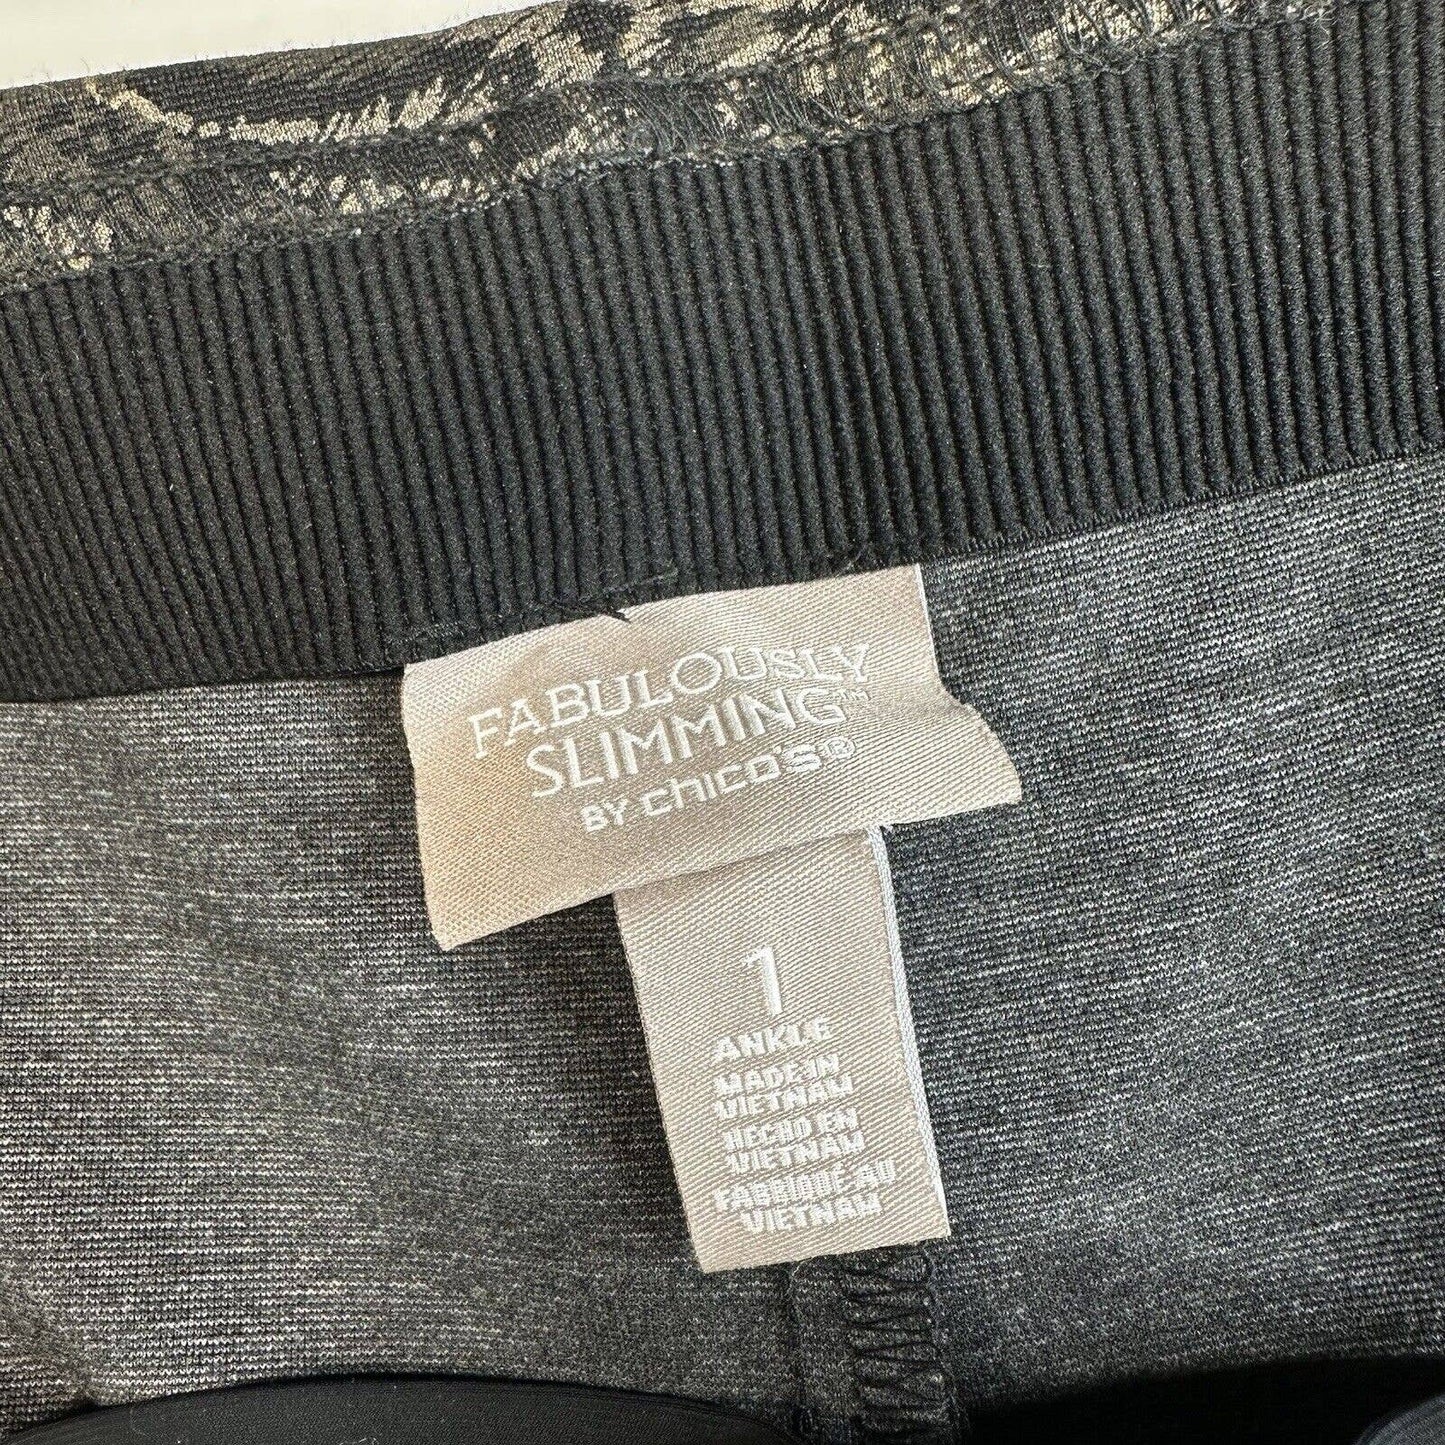 FABULOUSLY
SLIMMING™
BY chico's®
1
ANKLE
MADE IN
VIETNAM
HECHO EN
VIETNAM
FABRIQUÉ AU
VIETNAM